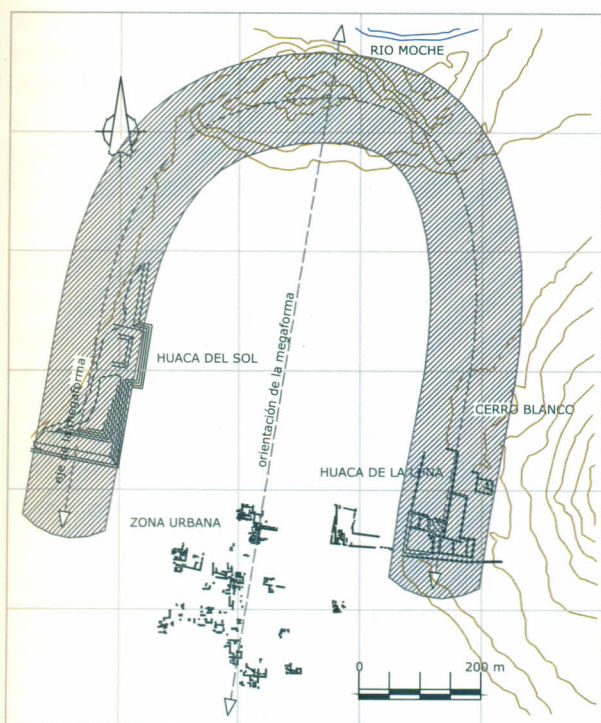 RIO MOCHE
orientación de la megaforma
HUACA DEL SOL
eje de la megaforma
CERRO BLANCO
HUACA DE LA LUNA
ZONA URBANA
0 200 m